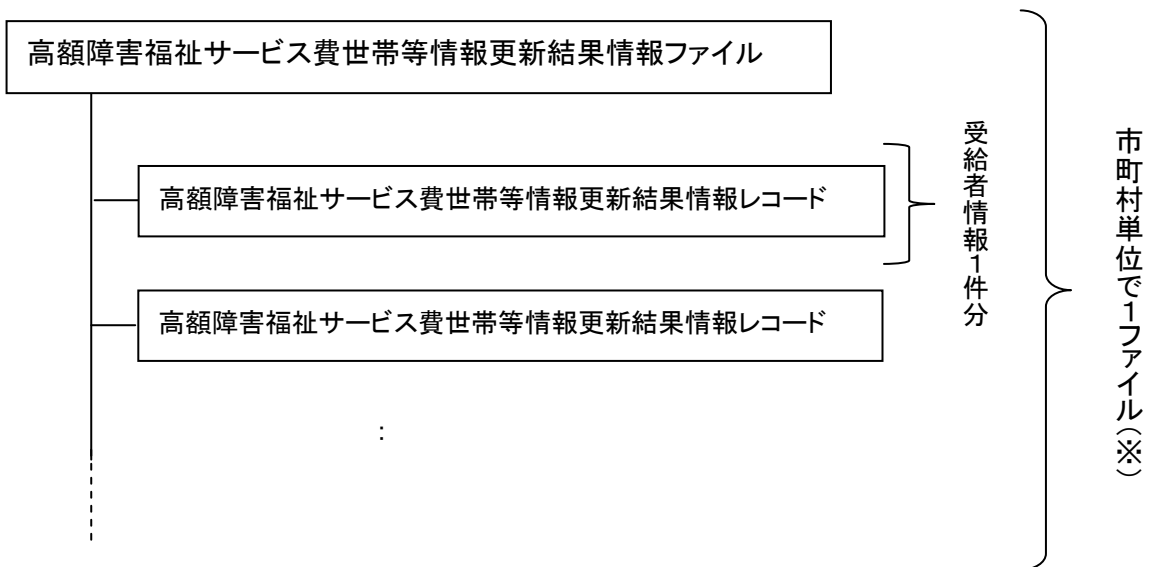 高額障害福祉サービス費世帯等情報更新結果情報ファイル
高額障害福祉サービス費世帯等情報更新結果情報レコード
高額障害福祉サービス費世帯等情報更新結果情報レコード
:
受給者情報1件分
市町村単位で1ファイル(※)